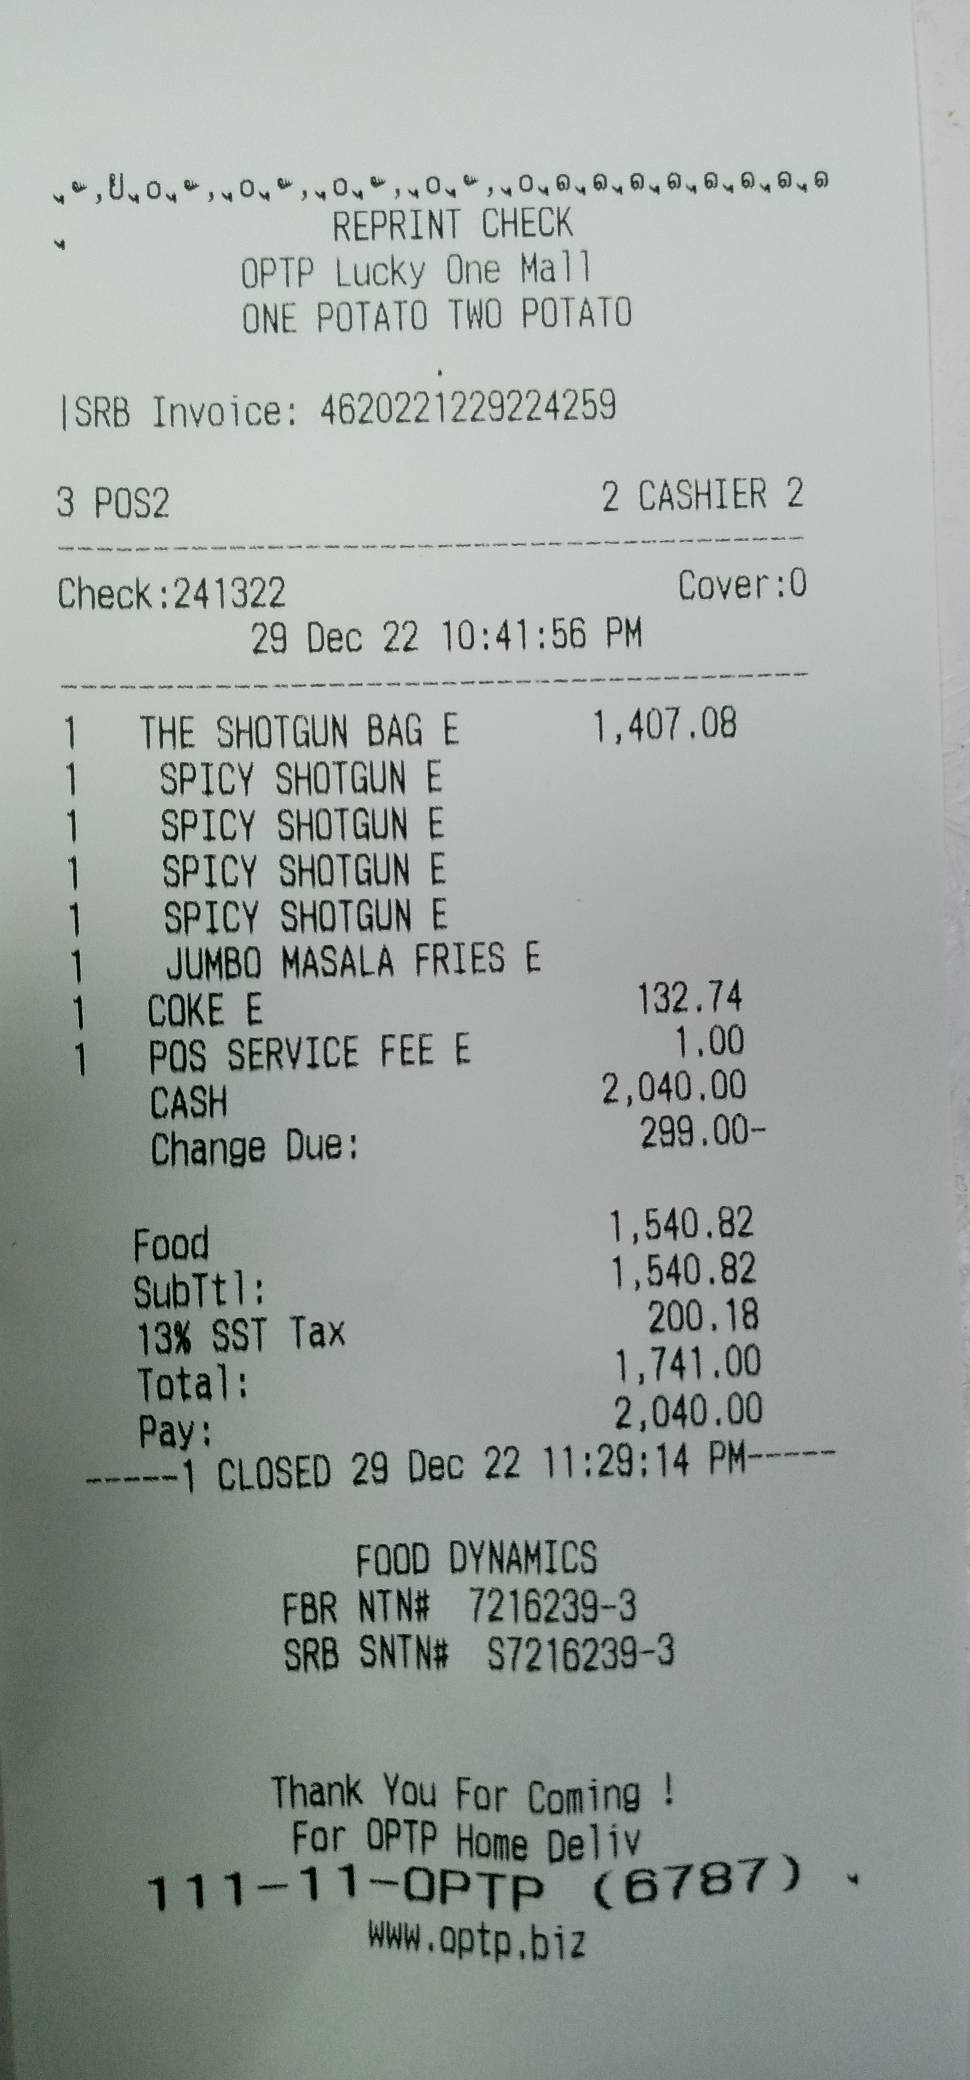 REPRINT CHECK
OPTP Lucky One Mall
ONE POTATO TWO POTATO
|SRB Invoice: 4620221229224259
3 POS2 2 CASHIER 2
Check:241322 Cover:0
29 Dec 22 10:41:56 PM
1 THE SHOTGUN BAG E 1,407.08
1 SPICY SHOTGUN E
1 SPICY SHOTGUN E
1 SPICY SHOTGUN E
1 SPICY SHOTGUN E
1 JUMBO MASALA FRIES E
1 COKE E 132.74
1 POS SERVICE FEE E 1.00
CASH 2,040.00
Change Due: 299.00-
Food 1,540.82
SubTtl: 1,540.82
13% SST Tax 200.18
Total: 1,741.00
Pay: 2,040.00
-----1 CLOSED 29 Dec 22 11:29:14 PM-----
FOOD DYNAMICS
FBR NTN# 7216239-3
SRB SNTN# S7216239-3
Thank You For Coming !
For OPTP Home Deliv
111-11-OPTP (6787)
www.optp.biz